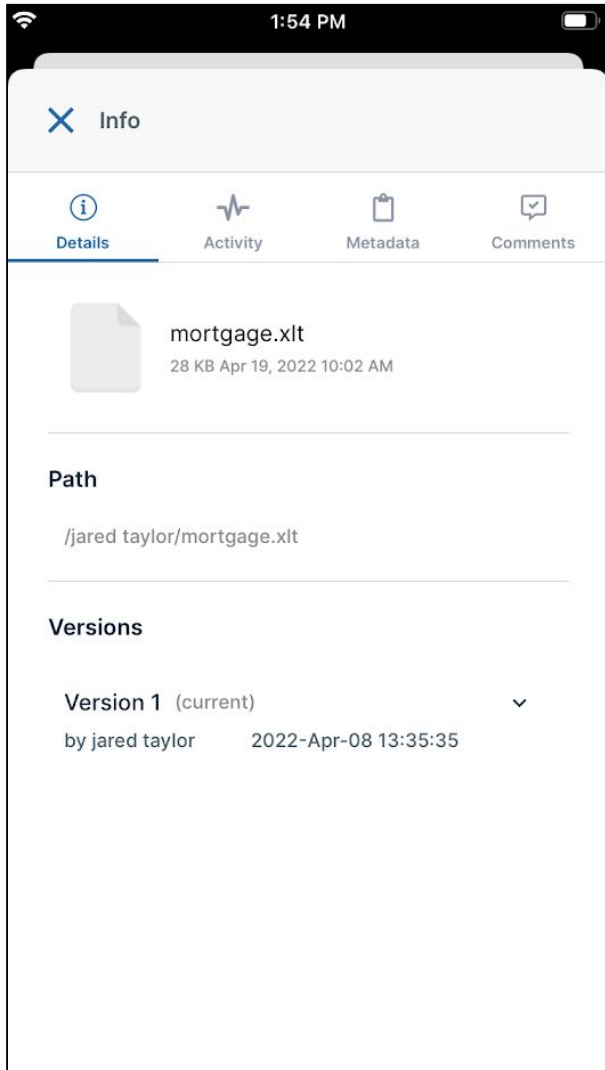 1:54 PM
Info
Details Activity Metadata Comments
mortgage.xlt
28 KB Apr 19, 2022 10:02 AM
Path
/jared taylor/mortgage.xlt
Versions
Version 1 (current)
by jared taylor 2022-Apr-08 13:35:35